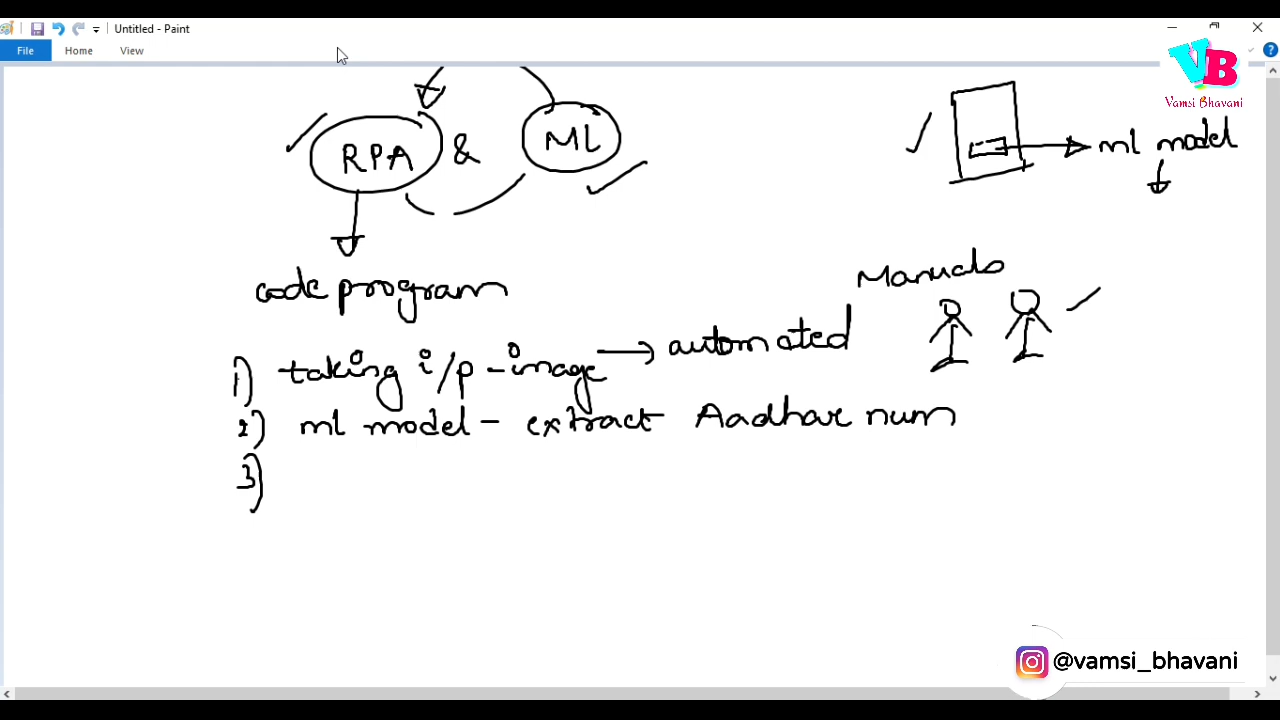 Untitled - Paint
File Home View
VB
Vamsi Bhavani
RPA & ML
ml model
code program
Manuals
1) taking i/p - image → automated
2) ml model - extract Aadhar num
3)
@vamsi_bhavani